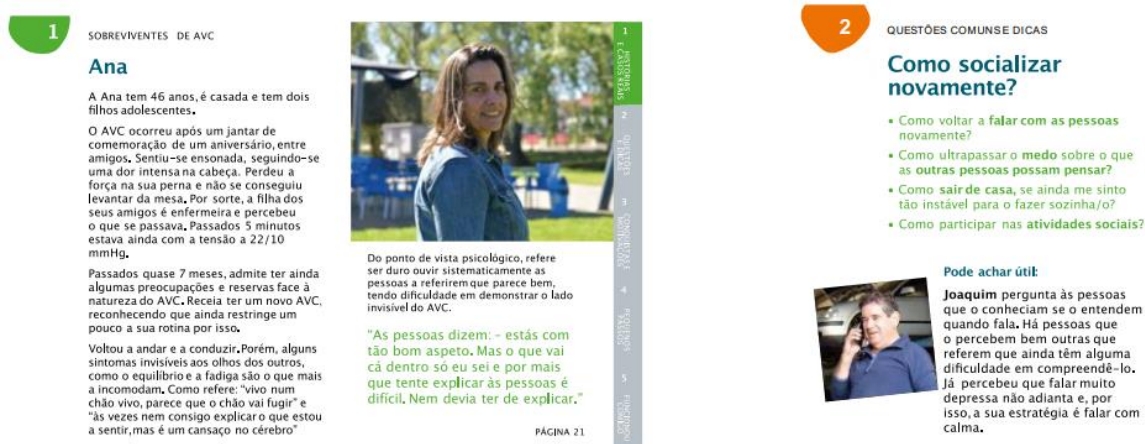 1
SOBREVIVENTES DE AVC
Ana
A Ana tem 46 anos, é casada e tem dois
filhos adolescentes.
O AVC ocorreu após um jantar de
comemoração de um aniversário, entre
amigos. Sentiu-se ensonada, seguindo-se
uma dor intensa na cabeça. Perdeu a
força na sua perna e não se conseguiu
levantar da mesa. Por sorte, a filha dos
seus amigos é enfermeira e percebeu
o que se passava. Passados 5 minutos
estava ainda com a tensão a 22/10
mmHg.
Passados quase 7 meses, admite ter ainda
algumas preocupações e reservas face à
natureza do AVC. Receia ter um novo AVC,
reconhecendo que ainda restringe um
pouco a sua rotina por isso.
Voltou a andar e a conduzir. Porém, alguns
sintomas invisíveis aos olhos dos outros,
como o equilíbrio e a fadiga são o que mais
a incomodam. Como refere: "vivo num
chão vivo, parece que o chão vai fugir" e
"às vezes nem consigo explicar o que estou
a sentir, mas é um cansaço no cérebro"
Do ponto de vista psicológico, refere
ser duro ouvir sistematicamente as
pessoas a referirem que parece bem,
tendo dificuldade em demonstrar o lado
invisível do AVC.
"As pessoas dizem: - estás com
tão bom aspeto. Mas o que vai
cá dentro só eu sei e por mais
que tente explicar às pessoas é
difícil. Nem devia ter de explicar."
PÁGINA 21
1
HISTÓRIAS
E CASOS REAIS
2
QUESTÕES
E DICAS
3
4
PEQUENOS
PASSOS
5
2
QUESTÕES COMUNS E DICAS
Como socializar
novamente?
• Como voltar a falar com as pessoas
novamente?
• Como ultrapassar o medo sobre o que
as outras pessoas possam pensar?
• Como sair de casa, se ainda me sinto
tão instável para o fazer sozinha/o?
• Como participar nas atividades sociais?
Pode achar útil:
Joaquim pergunta às pessoas
que o conheciam se o entendem
quando fala. Há pessoas que
o percebem bem outras que
referem que ainda têm alguma
dificuldade em compreendê-lo.
Já percebeu que falar muito
depressa não adianta e, por
isso, a sua estratégia é falar com
calma.